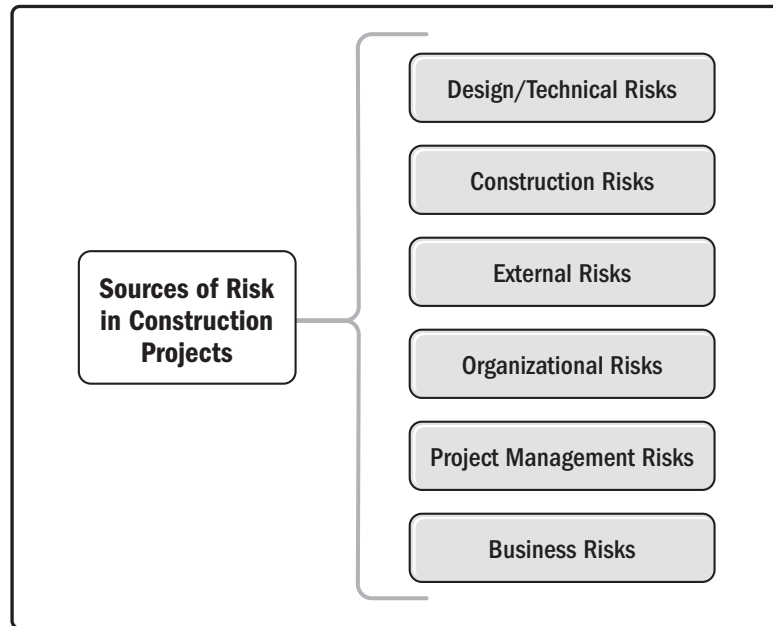 Sources of Risk
in Construction
Projects
Design/Technical Risks
Construction Risks
External Risks
Organizational Risks
Project Management Risks
Business Risks